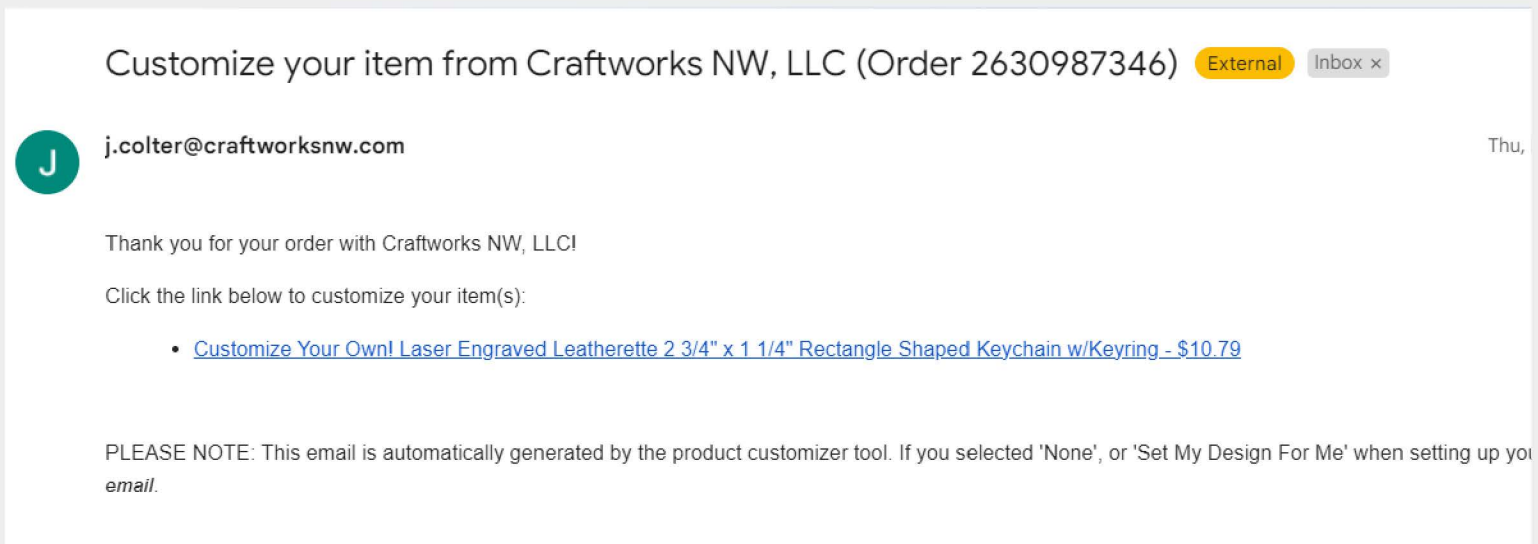 Customize your item from Craftworks NW, LLC (Order 2630987346) External Inbox ×
J
j.colter@craftworksnw.com Thu,
Thank you for your order with Craftworks NW, LLC!
Click the link below to customize your item(s):
• Customize Your Own! Laser Engraved Leatherette 2 3/4" x 1 1/4" Rectangle Shaped Keychain w/Keyring - $10.79
PLEASE NOTE: This email is automatically generated by the product customizer tool. If you selected 'None', or 'Set My Design For Me' when setting up
email.